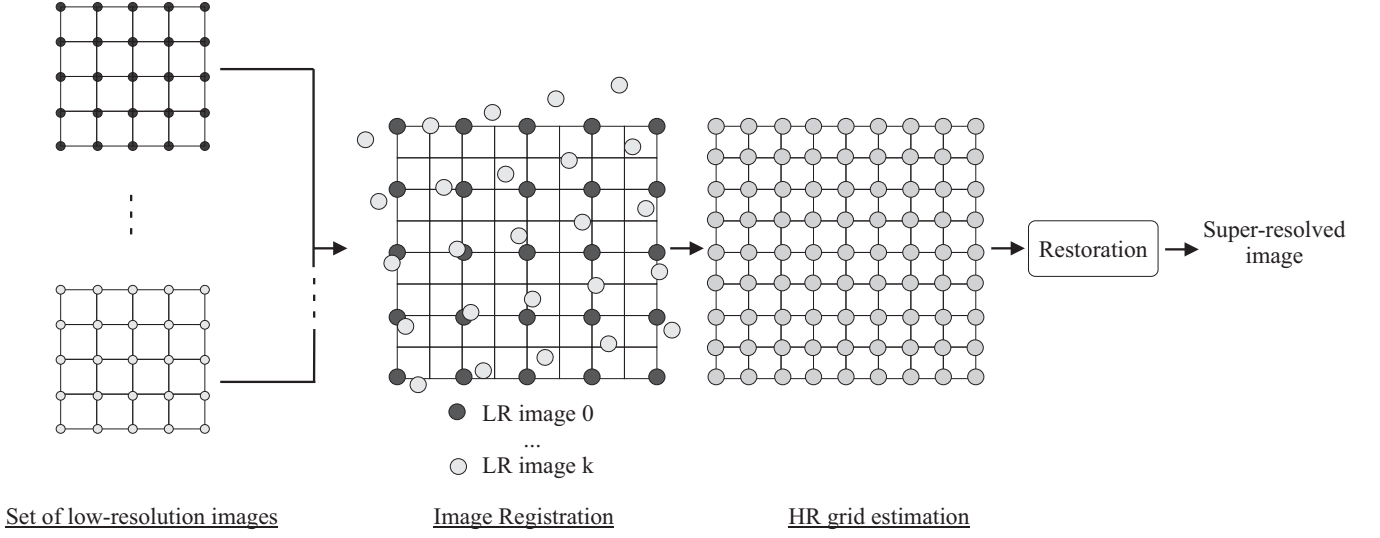 Restoration
Super-resolved
image
LR image 0
...
LR image k
Set of low-resolution images
Image Registration
HR grid estimation